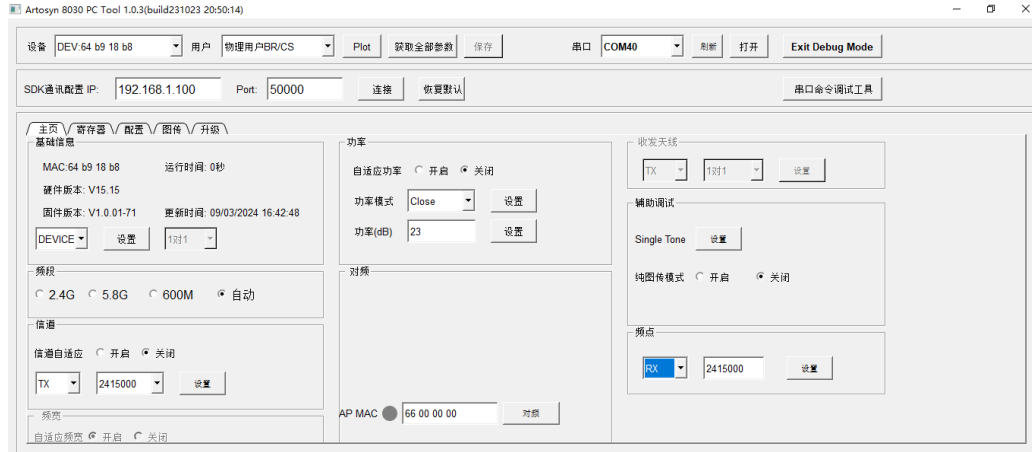 Artosyn 8030 PC Tool 1.0.3(build231023 20:50:14)
设备 DEV:64 b9 18 b8 用户 物理用户BR/CS Plot 获取全部参数 保存 串口 COM40 刷新 打开 Exit Debug Mode
SDK通讯配置 IP: 192.168.1.100 Port: 50000 连接 恢复默认 串口命令调试工具
主页 寄存器 配置 图传 升级
基础信息
MAC:64 b9 18 b8 运行时间: 0秒
硬件版本: V15.15
固件版本: V1.0.01-71 更新时间: 09/03/2024 16:42:48
DEVICE 设置 1对1
频段
2.4G 5.8G 600M 自动
信道
信道自适应 开启 关闭
TX 2415000 设置
频宽
自适应频宽 开启 关闭
功率
自适应功率 开启 关闭
功率模式 Close 设置
功率(dB) 23 设置
对频
AP MAC 66 00 00 00 对频
收发天线
TX 1对1 设置
辅助调试
Single Tone 设置
纯图传模式 开启 关闭
频点
RX 2415000 设置